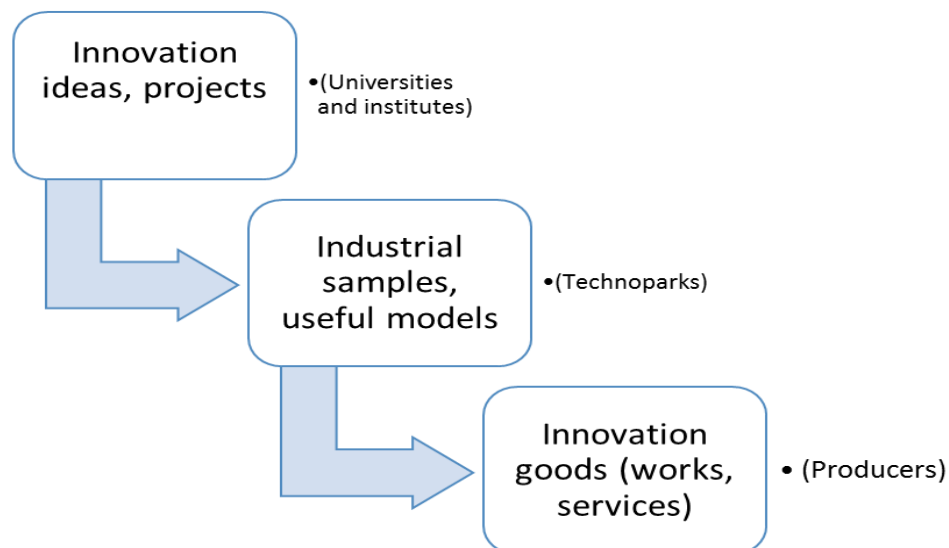 Innovation
ideas, projects
•(Universities
and institutes)
Industrial
samples,
useful models
•(Technoparks)
Innovation
goods (works,
services)
• (Producers)